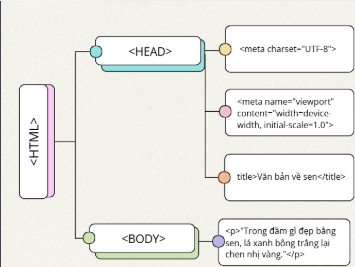 <HTML>
<HEAD>
<meta charset="UTF-8">
<meta name="viewport"
content="width=device-
width, initial-scale=1.0">
title>Văn bản về sen</title>
<BODY>
<p>"Trong đầm gì đẹp bằng
sen, lá xanh bông trắng lại
chen nhị vàng."</p>